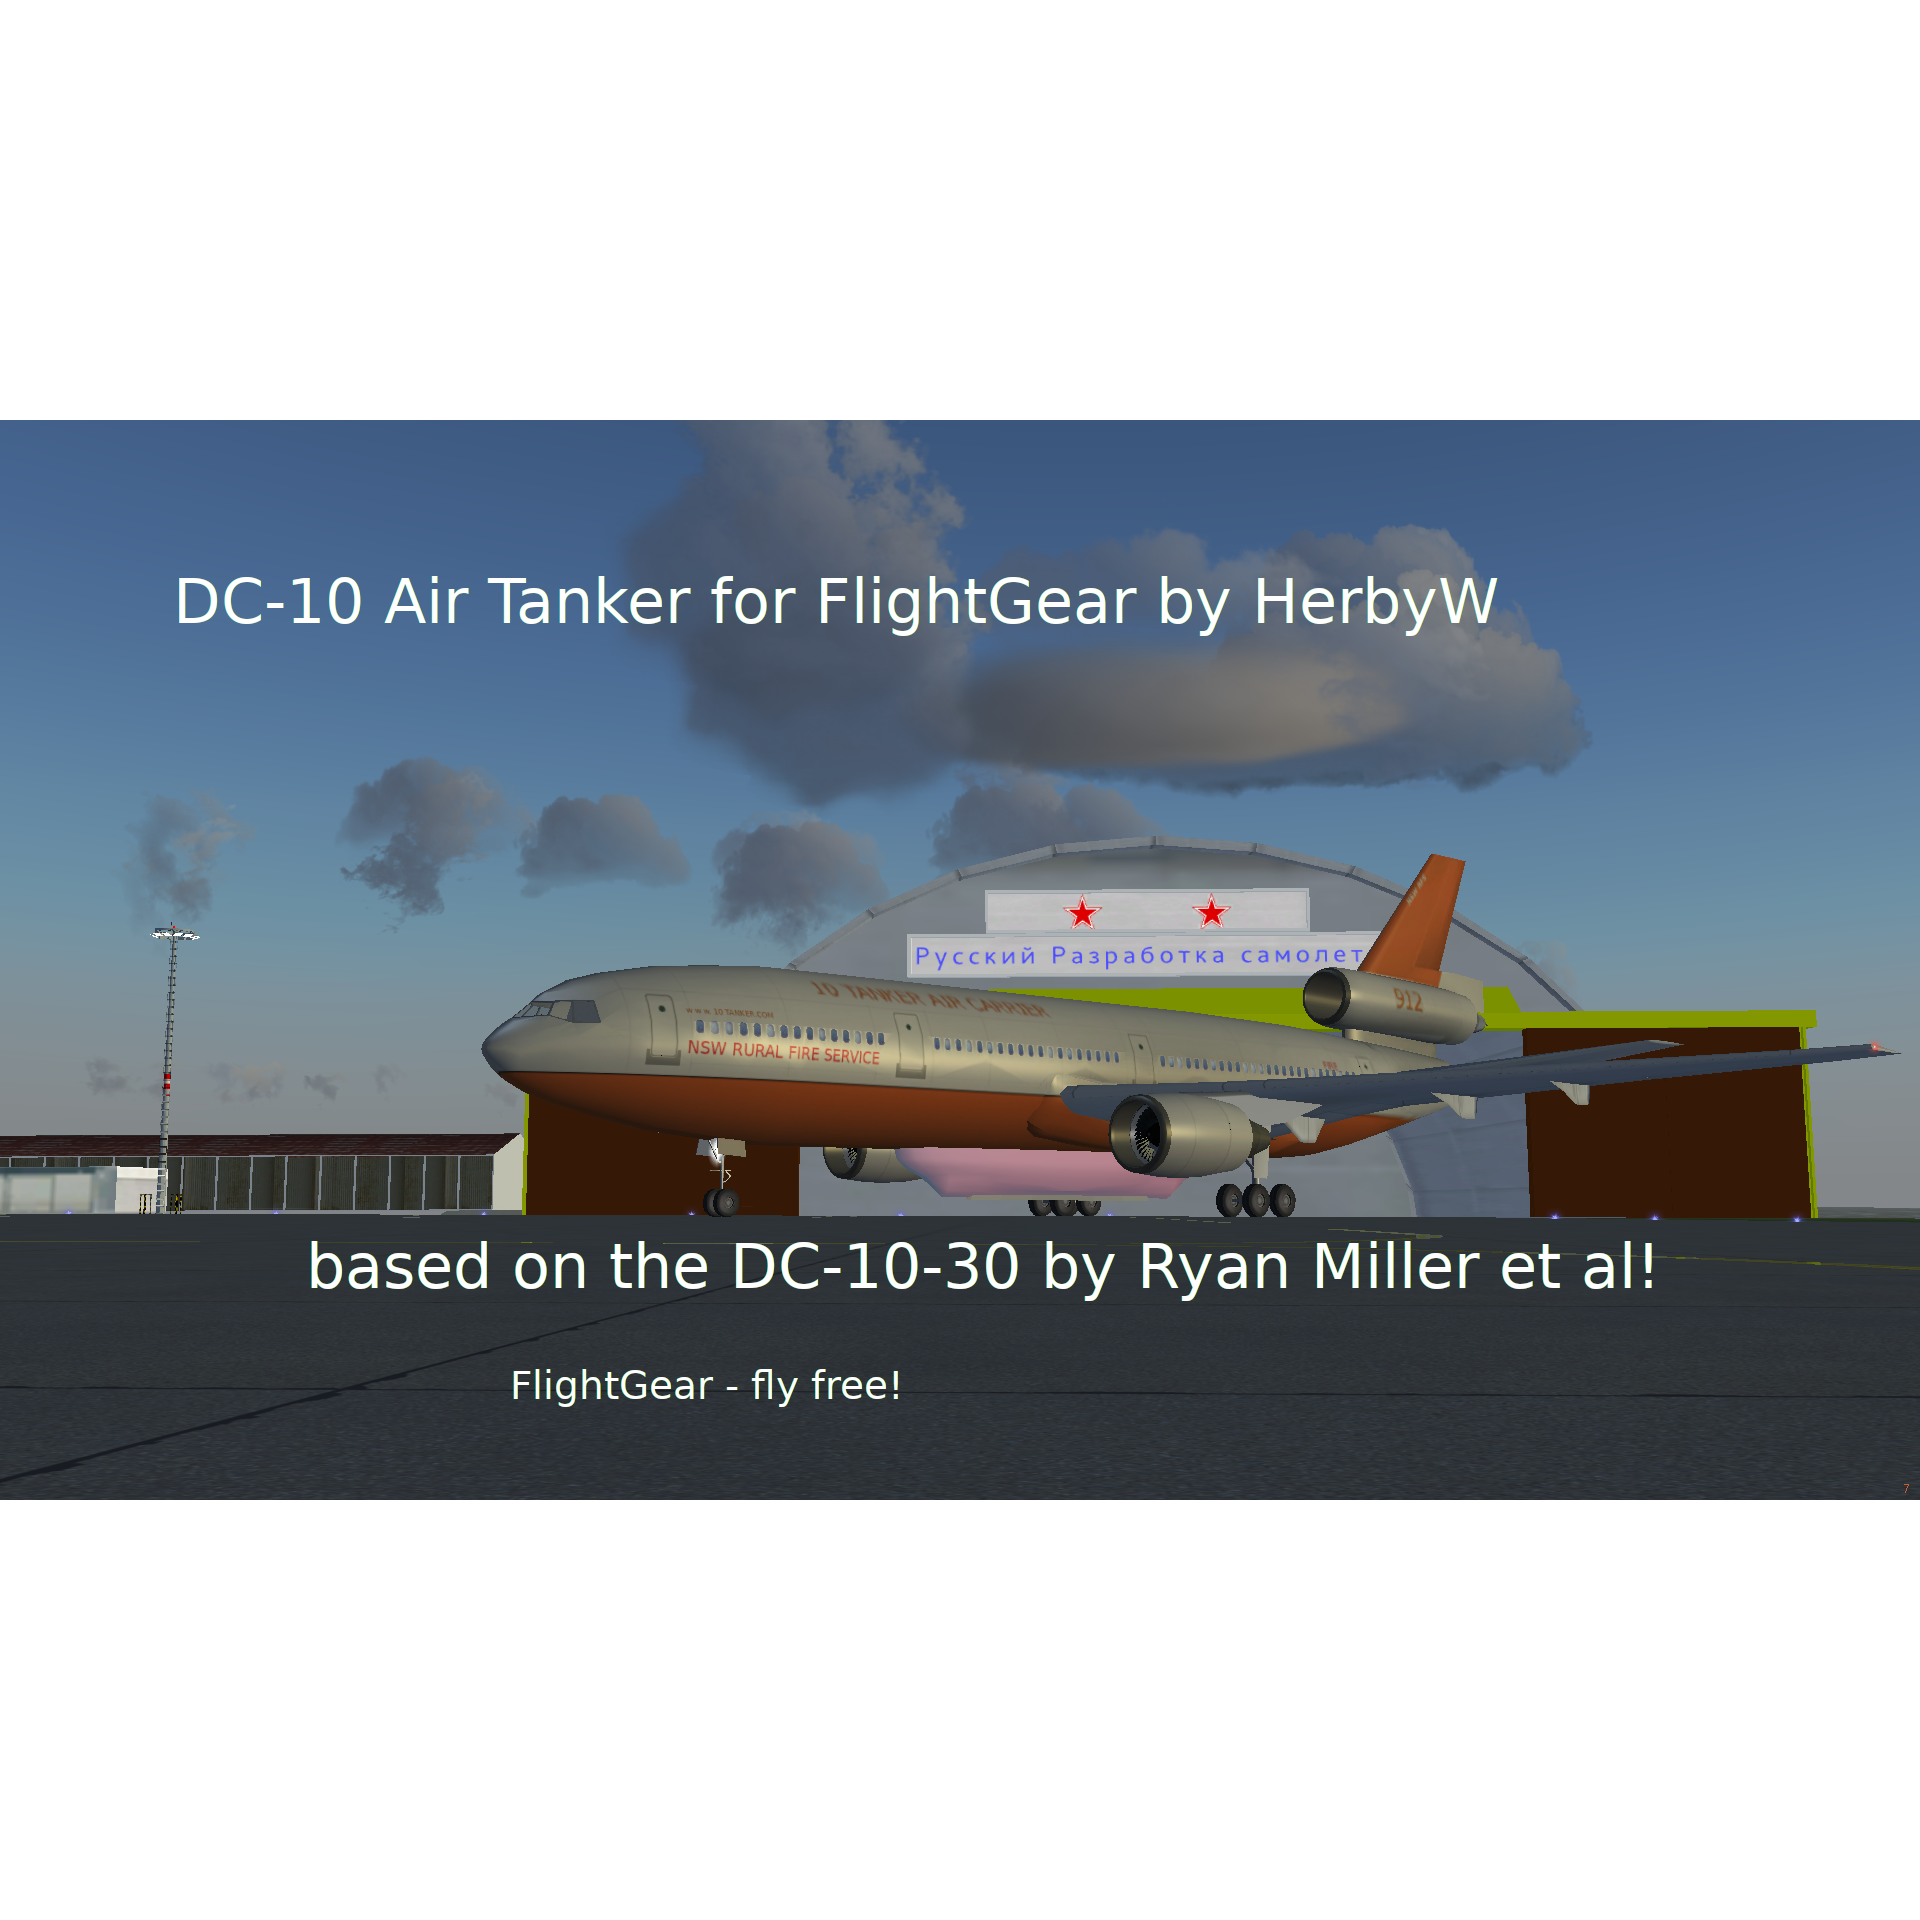 DC-10 Air Tanker for FlightGear by HerbyW
Русский Разработка самолет
10 TANKER AIR CARRIER
912
www.10TANKER.COM
NSW RURAL FIRE SERVICE
based on the DC-10-30 by Ryan Miller et al!
FlightGear - fly free!
7